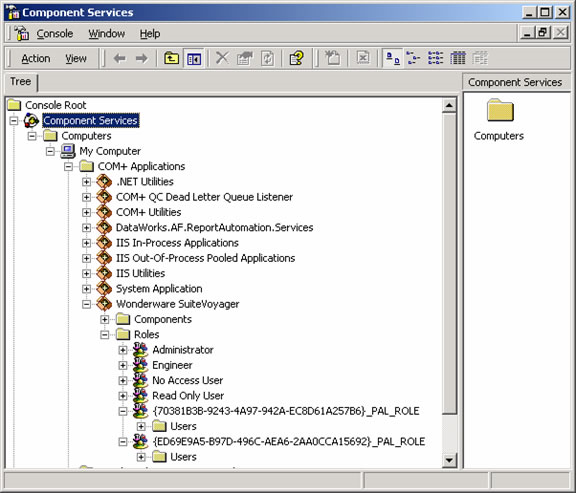 Component Services
Console Window Help
Action View
Tree
Component Services
Console Root
Component Services
Computers
Computers
My Computer
COM+ Applications
.NET Utilities
COM+ QC Dead Letter Queue Listener
COM+ Utilities
DataWorks.AF.ReportAutomation.Services
IIS In-Process Applications
IIS Out-Of-Process Pooled Applications
IIS Utilities
System Application
Wonderware SuiteVoyager
Components
Roles
Administrator
Engineer
No Access User
Read Only User
{70381B3B-9243-4A97-942A-EC8D61A257B6}_PAL_ROLE
Users
{ED69E9A5-B97D-496C-AEA6-2AA0CCA15692}_PAL_ROLE
Users